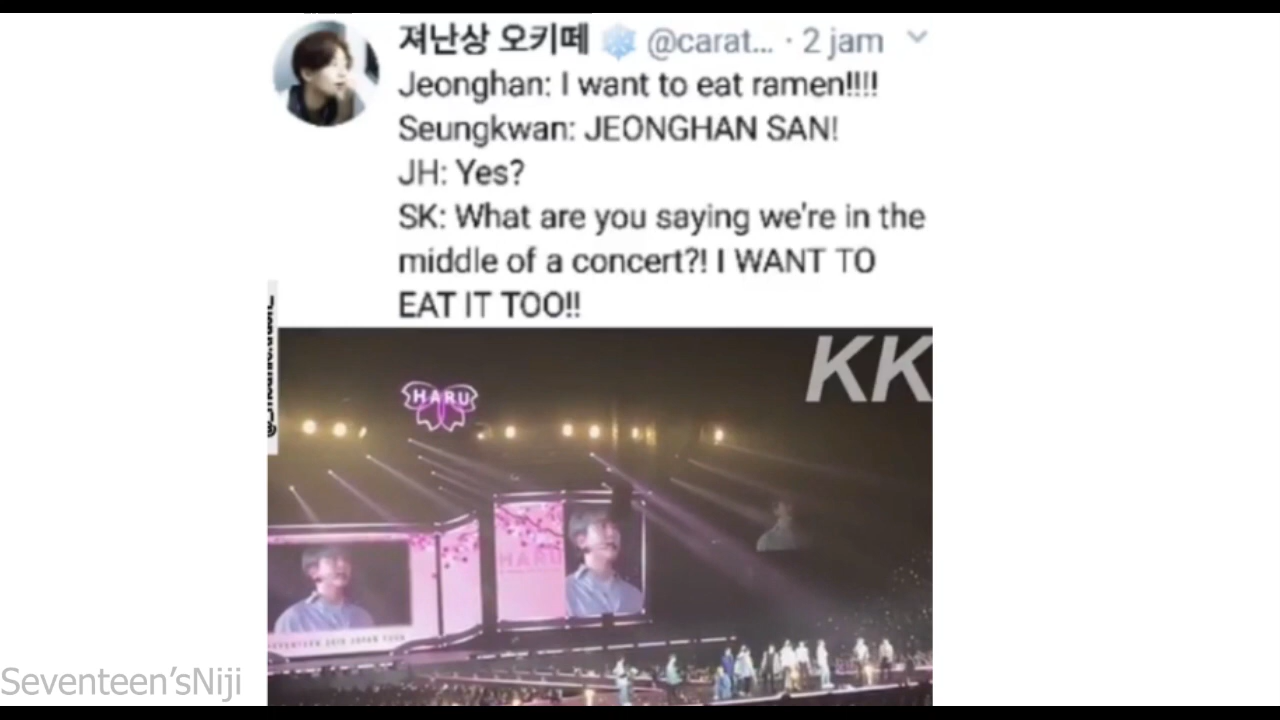 져난상 오키떼 @carat... · 2 jam
Jeonghan: I want to eat ramen!!!!
Seungkwan: JEONGHAN SAN!
JH: Yes?
SK: What are you saying we're in the
middle of a concert?! I WANT TO
EAT IT TOO!!
KK
HARU
HARU
Seventeen'sNiji